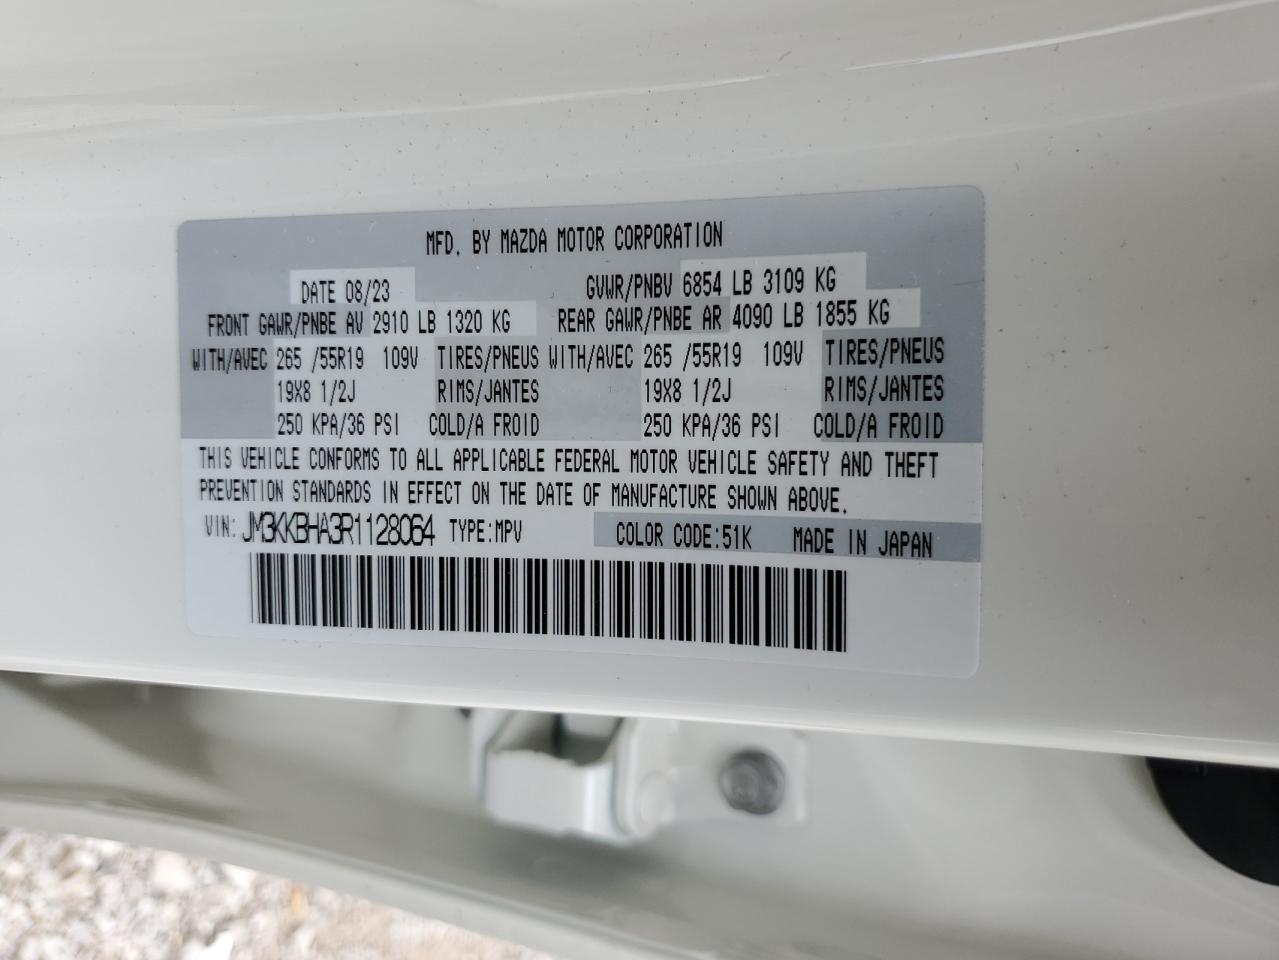 MFD. BY MAZDA MOTOR CORPORATION
DATE 08/23 GVWR/PNBV 6854 LB 3109 KG
FRONT GAWR/PNBE AV 2910 LB 1320 KG REAR GAWR/PNBE AR 4090 LB 1855 KG
WITH/AVEC 265 /55R19 109V TIRES/PNEUS WITH/AVEC 265 /55R19 109V TIRES/PNEUS
19X8 1/2J RIMS/JANTES 19X8 1/2J RIMS/JANTES
250 KPA/36 PSI COLD/A FROID 250 KPA/36 PSI COLD/A FROID
THIS VEHICLE CONFORMS TO ALL APPLICABLE FEDERAL MOTOR VEHICLE SAFETY AND THEFT
PREVENTION STANDARDS IN EFFECT ON THE DATE OF MANUFACTURE SHOWN ABOVE.
VIN: JM3KKBHA3R1128064 TYPE:MPV COLOR CODE:51K MADE IN JAPAN